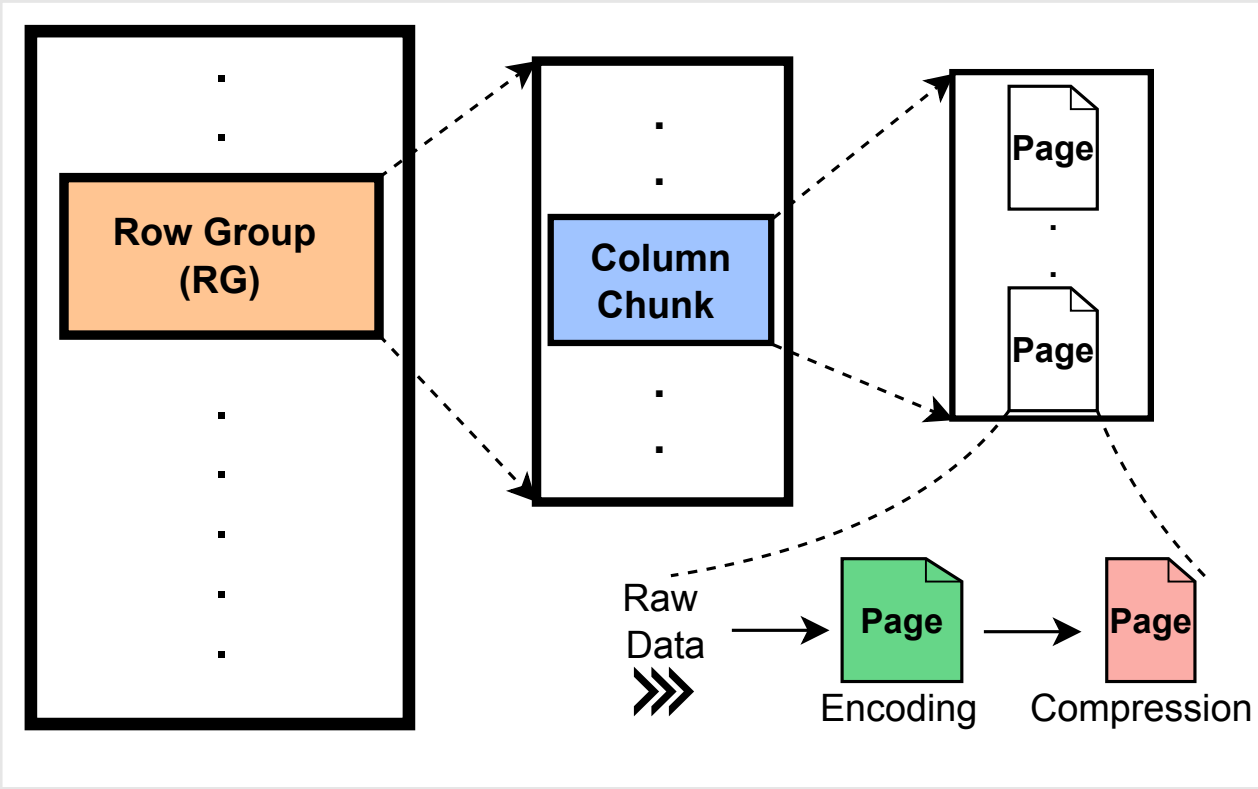 Row Group
(RG)
Column
Chunk
Page
Page
Raw
Data
Page
Encoding
Page
Compression